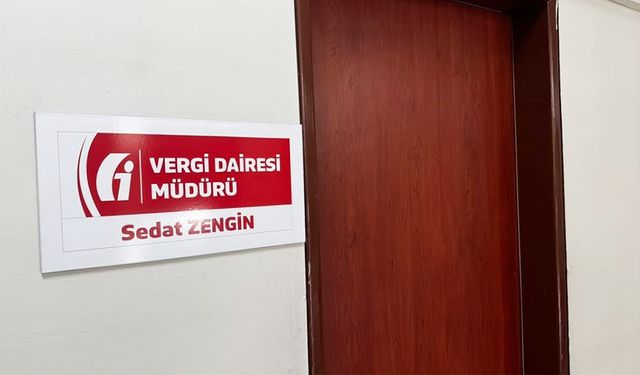 VERGİ DAİRESİ
MÜDÜRÜ
Sedat ZENGİN